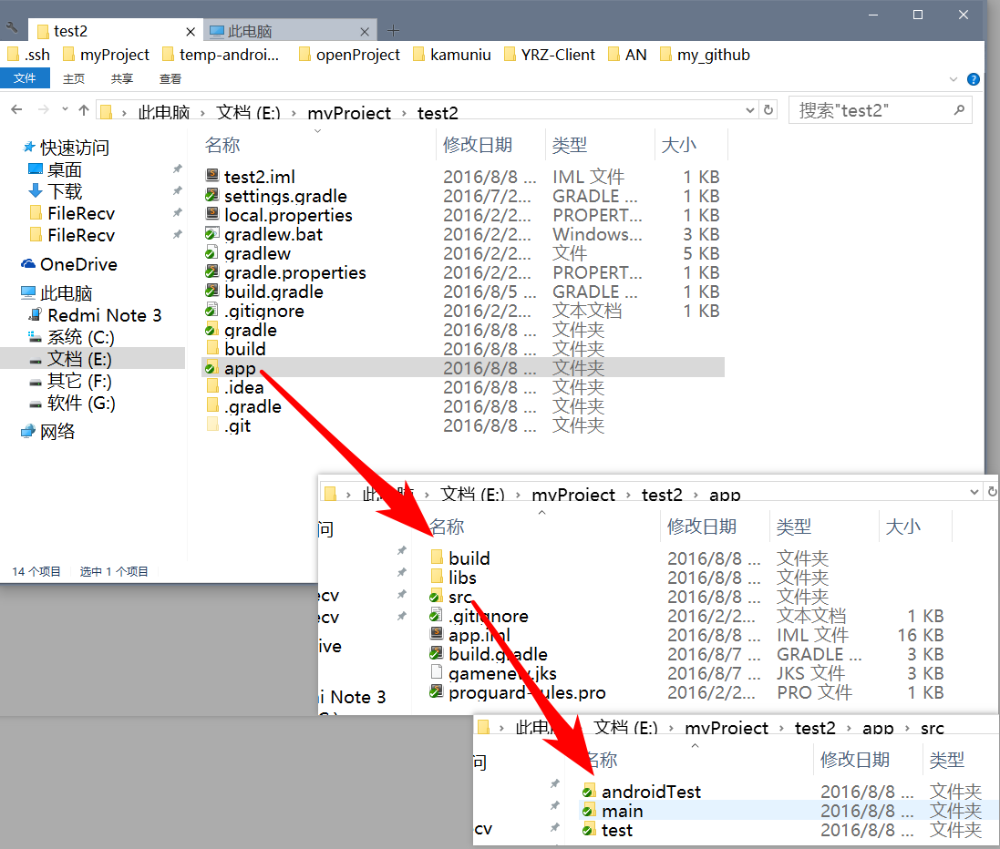 test2 此电脑
.ssh myProject temp-androi... openProject kamuniu YRZ-Client AN my_github
文件 主页 共享 查看
此电脑 文档 (E:) myProject test2 搜索"test2"
名称 修改日期 类型 大小
快速访问
桌面
下载
FileRecv
FileRecv
OneDrive
此电脑
Redmi Note 3
系统 (C:)
文档 (E:)
其它 (F:)
软件 (G:)
网络
test2.iml 2016/8/8 ... IML 文件 1 KB
settings.gradle 2016/7/2... GRADLE ... 1 KB
local.properties 2016/2/2... PROPERT... 1 KB
gradlew.bat 2016/2/2... Windows... 3 KB
gradlew 2016/2/2... 文件 5 KB
gradle.properties 2016/2/2... PROPERT... 1 KB
build.gradle 2016/8/5 ... GRADLE ... 1 KB
.gitignore 2016/2/2... 文本文档 1 KB
gradle 2016/8/8 ... 文件夹
build 2016/8/8 ... 文件夹
app 2016/8/8 ... 文件夹
.idea 2016/8/8 ... 文件夹
.gradle 2016/8/8 ... 文件夹
.git 2016/8/8 ... 文件夹
14 个项目 选中 1 个项目
此电脑 文档 (E:) myProject test2 app
名称 修改日期 类型 大小
问
ecv
ecv
ive
ni Note 3
build 2016/8/8 ... 文件夹
libs 2016/8/8 ... 文件夹
src 2016/8/8 ... 文件夹
.gitignore 2016/2/2... 文本文档 1 KB
app.iml 2016/8/8 ... IML 文件 16 KB
build.gradle 2016/8/7 ... GRADLE ... 3 KB
gamenew.jks 2016/8/7 ... JKS 文件 3 KB
proguard-rules.pro 2016/2/2... PRO 文件 1 KB
此电脑 文档 (E:) myProject test2 app src
名称 修改日期 类型
问
cv
androidTest 2016/8/8 ... 文件夹
main 2016/8/8 ... 文件夹
test 2016/8/8 ... 文件夹